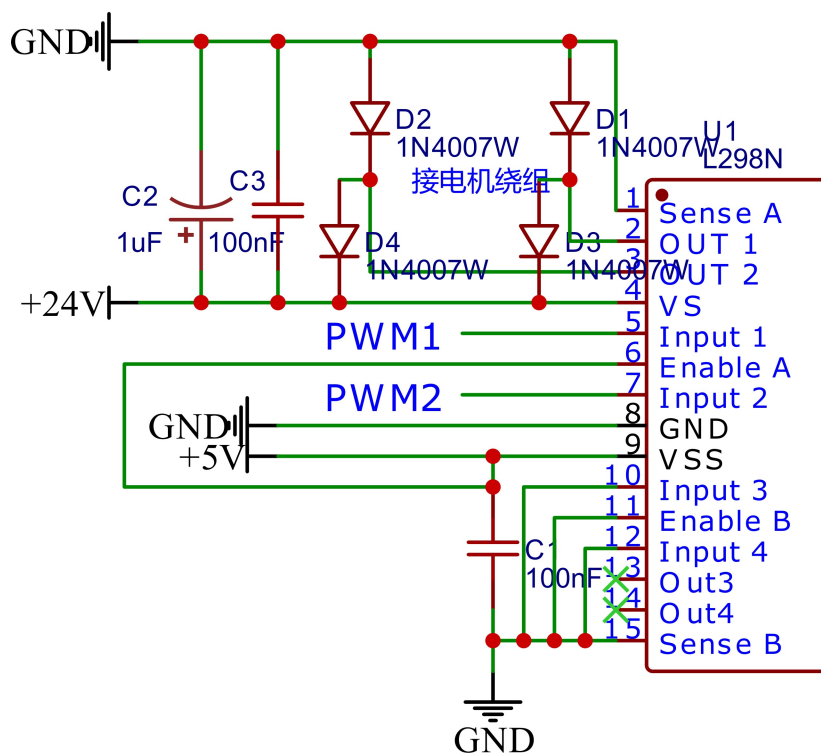 GND
D2
1N4007W
D1
1N4007W
U1
L298N
接电机绕组
C2
1uF
+
C3
100nF
D4
1N4007W
D3
1N4007W
+24V
PWM1
PWM2
GND
+5V
C1
100nF
GND
1 Sense A
2 OUT 1
3 OUT 2
4 VS
5 Input 1
6 Enable A
7 Input 2
8 GND
9 VSS
10 Input 3
11 Enable B
12 Input 4
13 Out3
14 Out4
15 Sense B